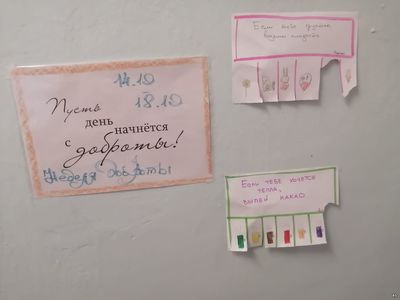 14.10
18.10
Пусть
день
начнётся
с доброты!
Неделя доброты
Если тебе грустно
возьми
Если тебе хочется
тепла,
выпей какао